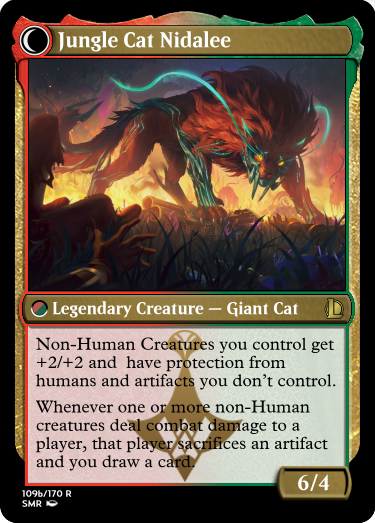 Jungle Cat Nidalee
Legendary Creature — Giant Cat
Non-Human Creatures you control get
+2/+2 and  have protection from
humans and artifacts you don't control.
Whenever one or more non-Human
creatures deal combat damage to a
player, that player sacrifices an artifact
and you draw a card.
6/4
109b/170 R
SMR